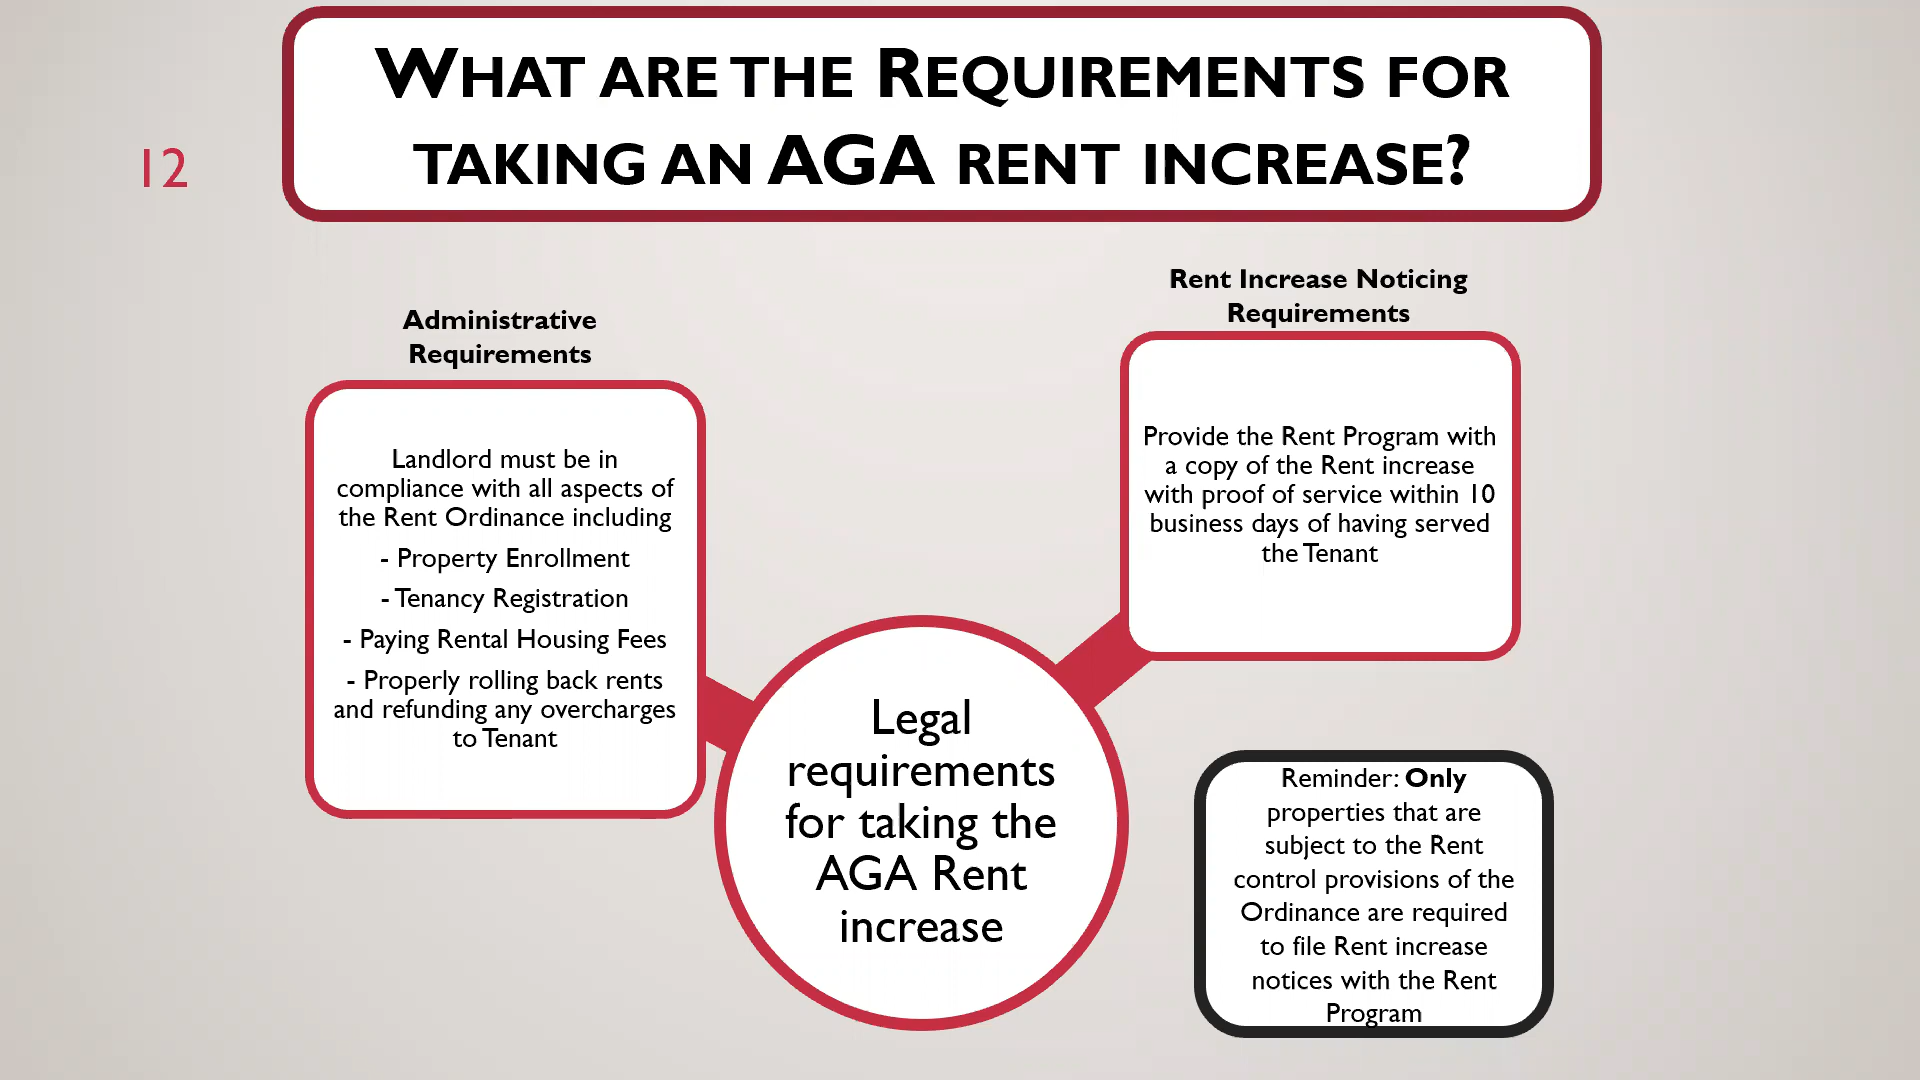 WHAT ARE THE REQUIREMENTS FOR
TAKING AN AGA RENT INCREASE?
12
Administrative
Requirements
Landlord must be in
compliance with all aspects of
the Rent Ordinance including
- Property Enrollment
- Tenancy Registration
- Paying Rental Housing Fees
- Properly rolling back rents
and refunding any overcharges
to Tenant
Rent Increase Noticing
Requirements
Provide the Rent Program with
a copy of the Rent increase
with proof of service within 10
business days of having served
the Tenant
Legal
requirements
for taking the
AGA Rent
increase
Reminder: Only
properties that are
subject to the Rent
control provisions of the
Ordinance are required
to file Rent increase
notices with the Rent
Program